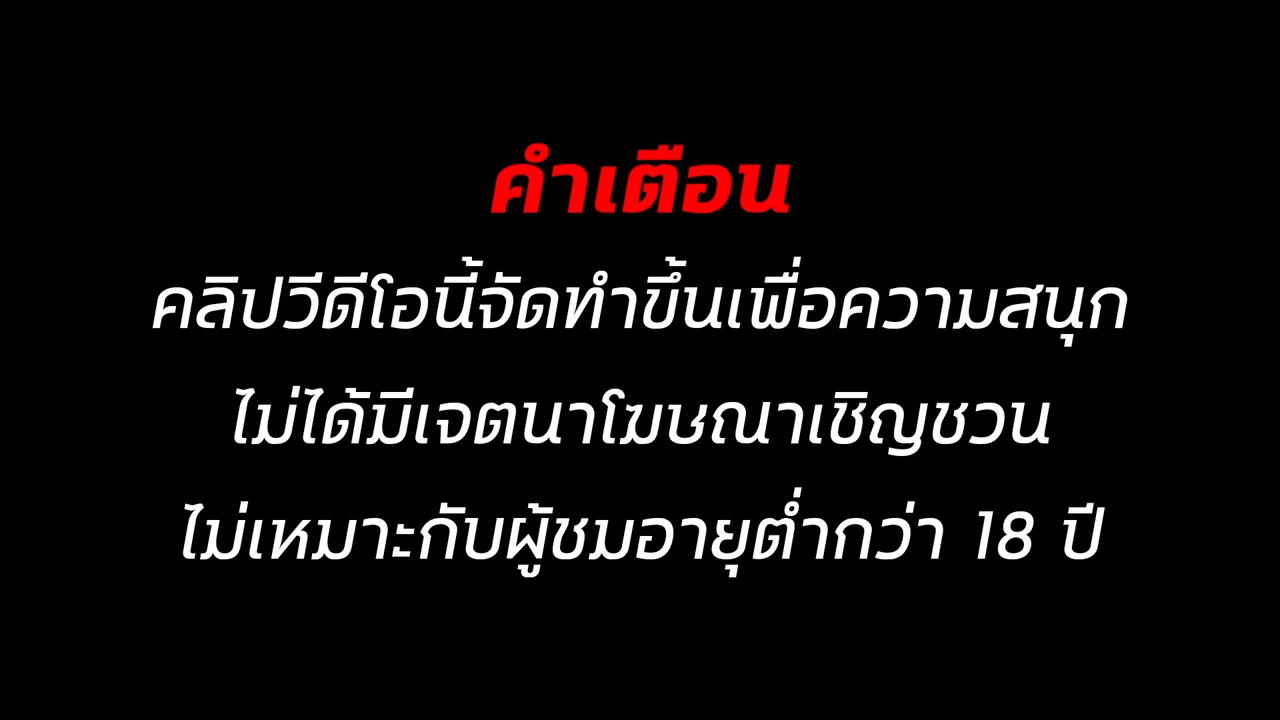 คำเตือน
คลิปวีดีโอนี้จัดทำขึ้นเพื่อความสนุก
ไม่ได้มีเจตนาโฆษณาเชิญชวน
ไม่เหมาะกับผู้ชมอายุต่ำกว่า 18 ปี